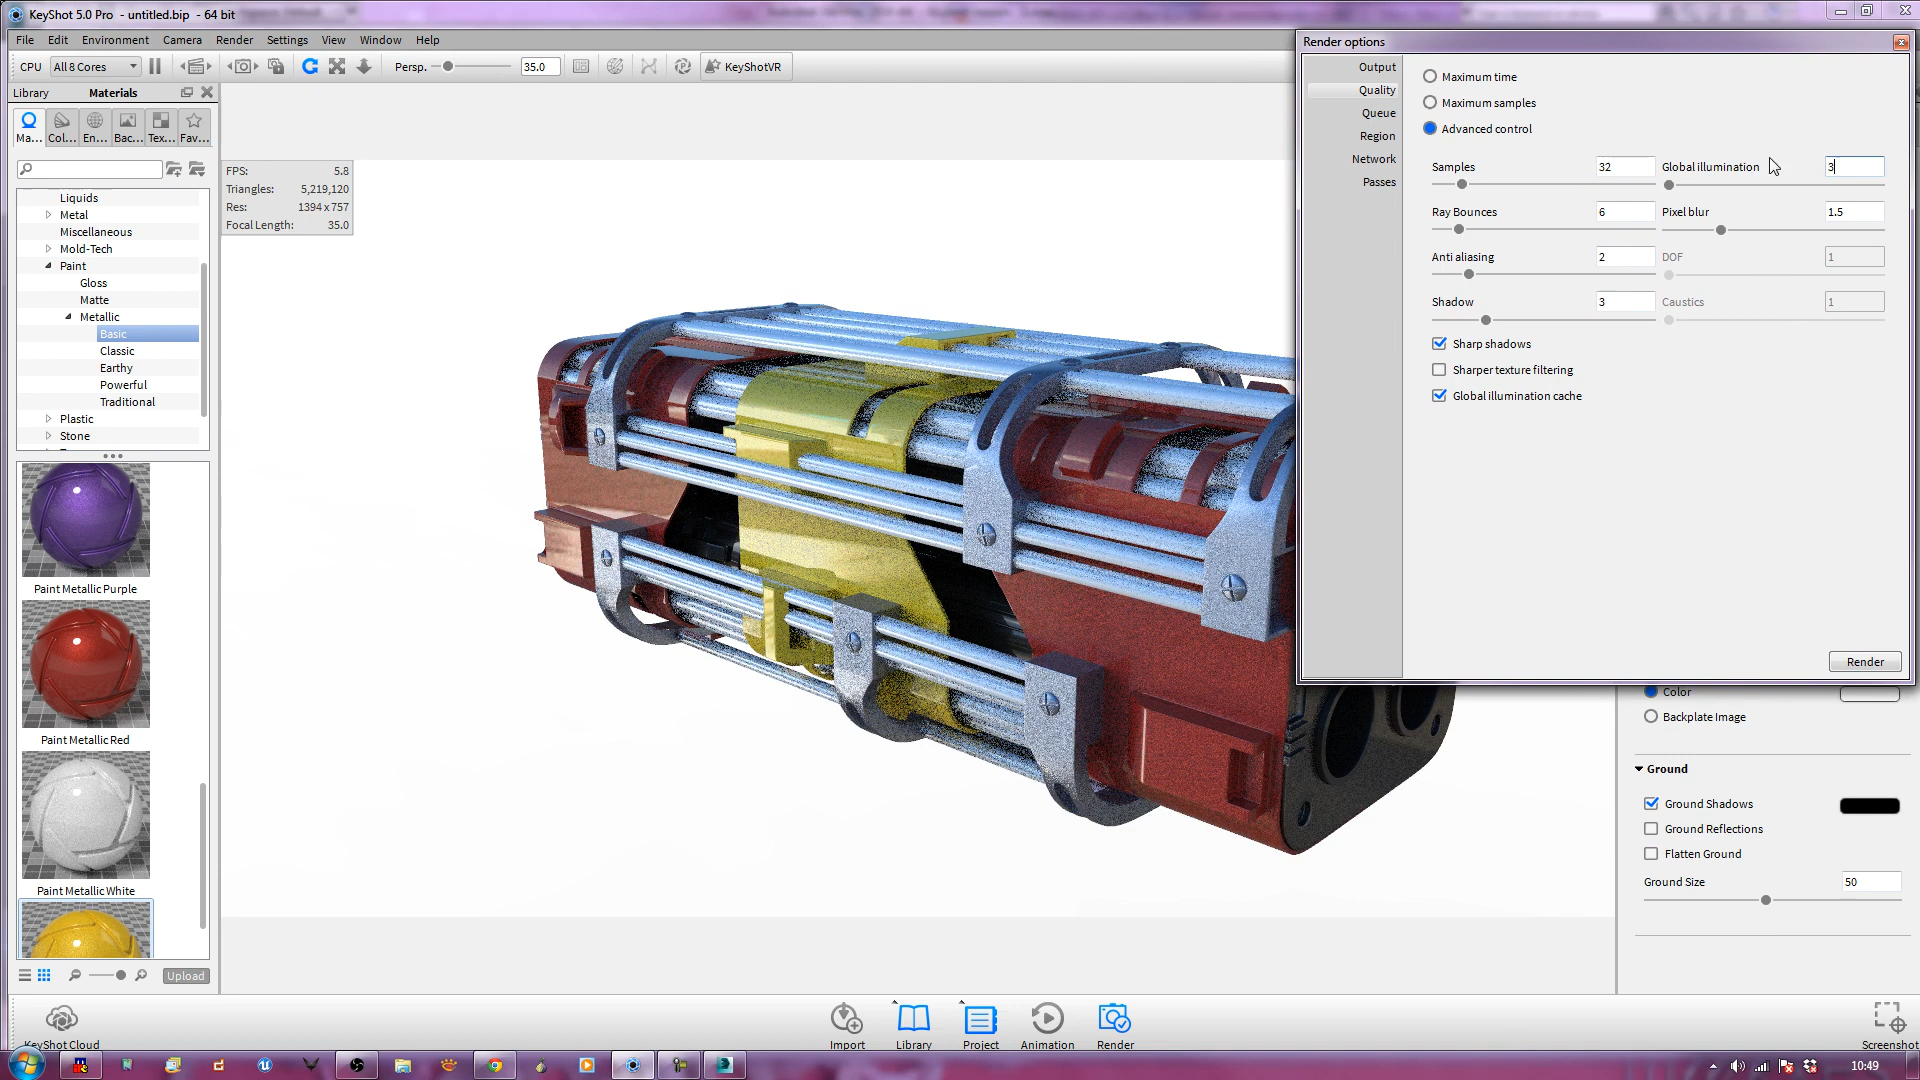 KeyShot 5.0 Pro - untitled.bip - 64 bit
File Edit Environment Camera Render Settings View Window Help
CPU All 8 Cores Persp. 35.0 KeyShotVR
Library Materials
Ma... Col... En... Bac... Tex... Fav...
Liquids
Metal
Miscellaneous
Mold-Tech
Paint
Gloss
Matte
Metallic
Basic
Classic
Earthy
Powerful
Traditional
Plastic
Stone
Paint Metallic Purple
Paint Metallic Red
Paint Metallic White
Upload
FPS: 5.8
Triangles: 5,219,120
Res: 1394 x 757
Focal Length: 35.0
Render options
Output
Quality
Queue
Region
Network
Passes
Maximum time
Maximum samples
Advanced control
Samples 32 Global illumination 3
Ray Bounces 6 Pixel blur 1.5
Anti aliasing 2 DOF 1
Shadow 3 Caustics 1
Sharp shadows
Sharper texture filtering
Global illumination cache
Render
Color
Backplate Image
Ground
Ground Shadows
Ground Reflections
Flatten Ground
Ground Size 50
KeyShot Cloud Import Library Project Animation Render Screenshot
10:49